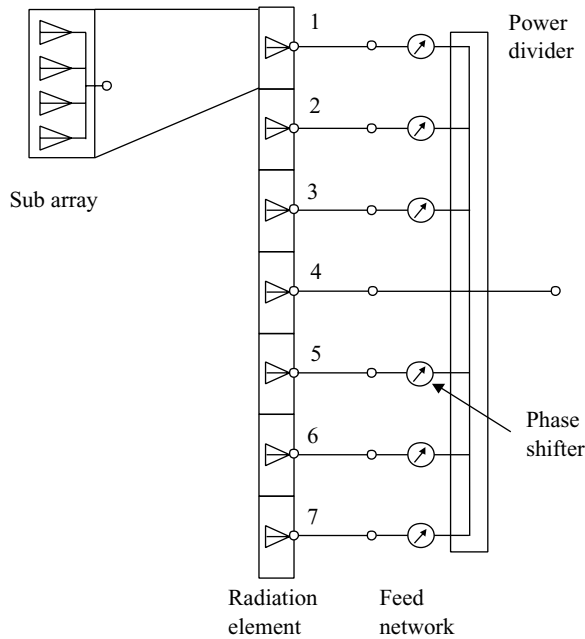 1
Power
divider
2
Sub array
3
4
5
Phase
shifter
6
7
Radiation
element
Feed
network